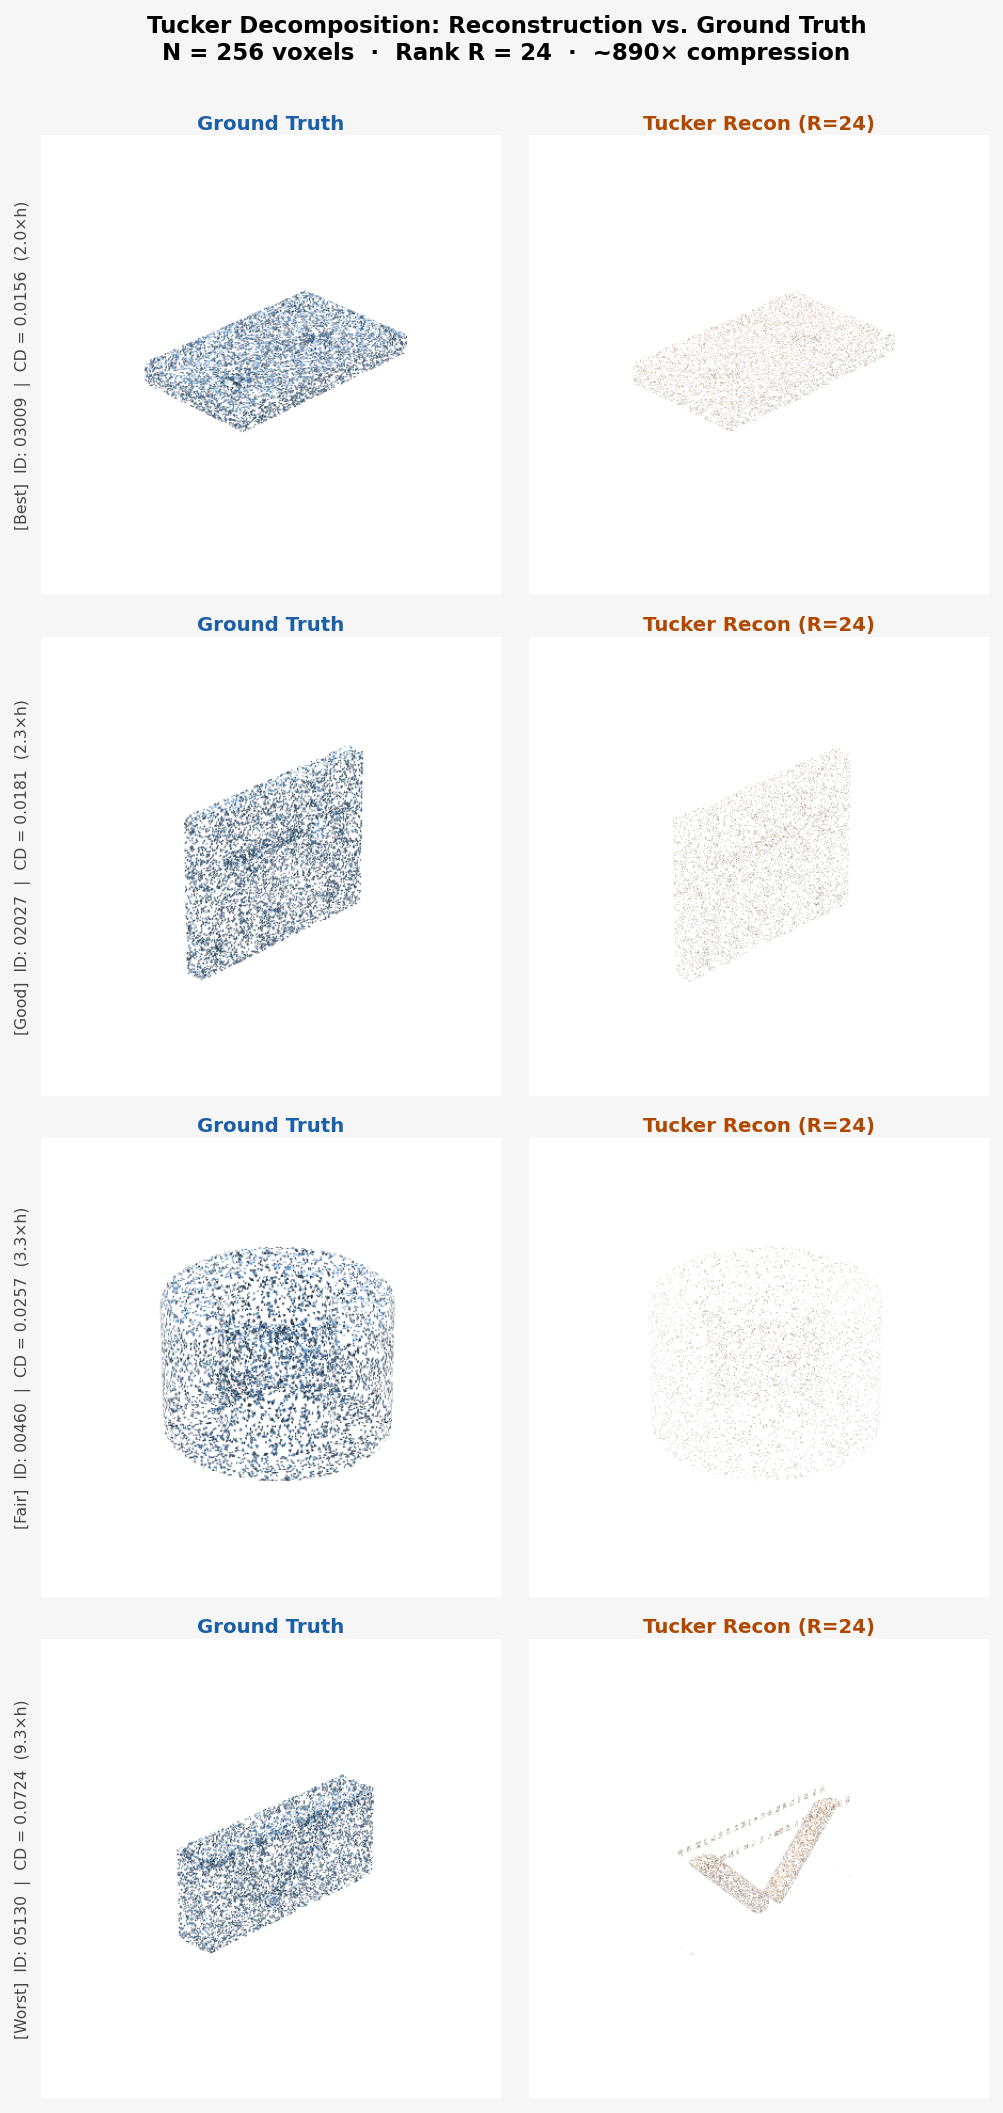 Tucker Decomposition: Reconstruction vs. Ground Truth
N = 256 voxels · Rank R = 24 · ~890× compression
Ground Truth
Tucker Recon (R=24)
[Best] ID: 03009 | CD = 0.0156 (2.0×h)
Ground Truth
Tucker Recon (R=24)
[Good] ID: 02027 | CD = 0.0181 (2.3×h)
Ground Truth
Tucker Recon (R=24)
[Fair] ID: 00460 | CD = 0.0257 (3.3×h)
Ground Truth
Tucker Recon (R=24)
[Worst] ID: 05130 | CD = 0.0724 (9.3×h)